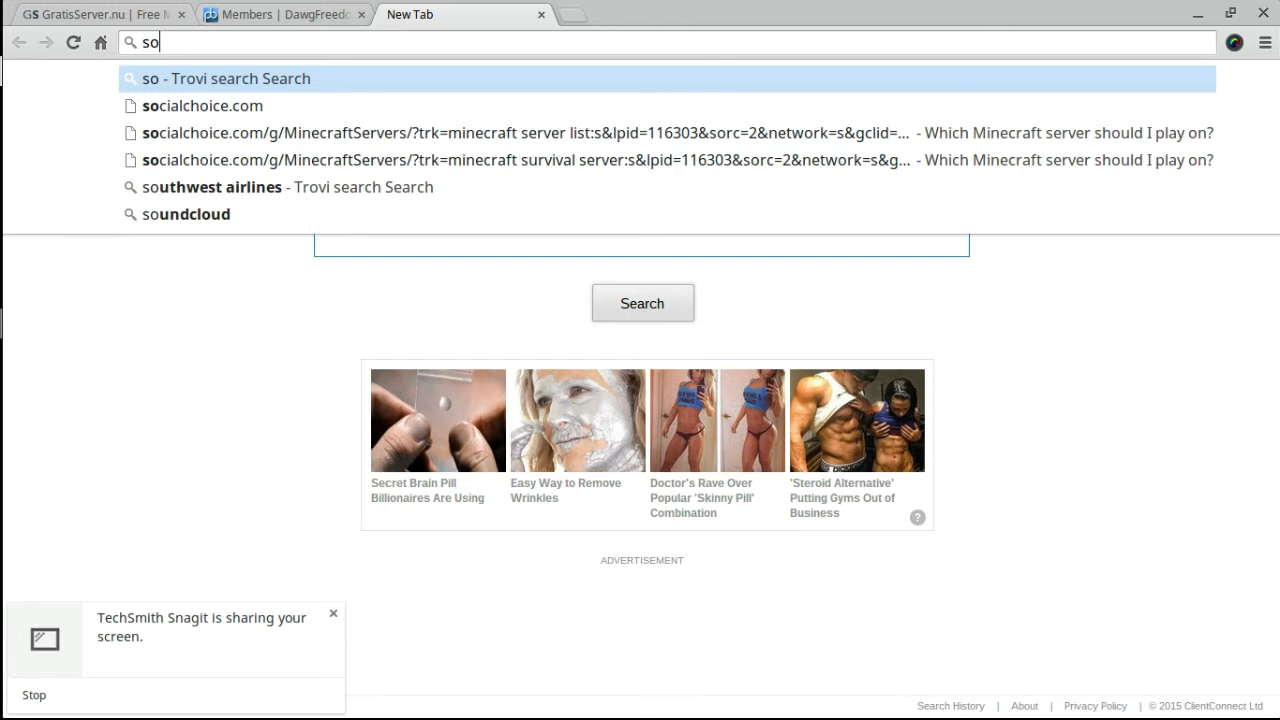 GS GratisServer.nu | Free M
Members | DawgFreedo
New Tab
so
so - Trovi search Search
socialchoice.com
socialchoice.com/g/MinecraftServers/?trk=minecraft server list:s&lpid=116303&sorc=2&network=s&gclid=... - Which Minecraft server should I play on?
socialchoice.com/g/MinecraftServers/?trk=minecraft survival server:s&lpid=116303&sorc=2&network=s&g... - Which Minecraft server should I play on?
southwest airlines - Trovi search Search
soundcloud
Search
Secret Brain Pill
Billionaires Are Using
Easy Way to Remove
Wrinkles
Doctor's Rave Over
Popular 'Skinny Pill'
Combination
'Steroid Alternative'
Putting Gyms Out of
Business
?
ADVERTISEMENT
TechSmith Snagit is sharing your
screen.
Stop
Search History | About | Privacy Policy | © 2015 ClientConnect Ltd